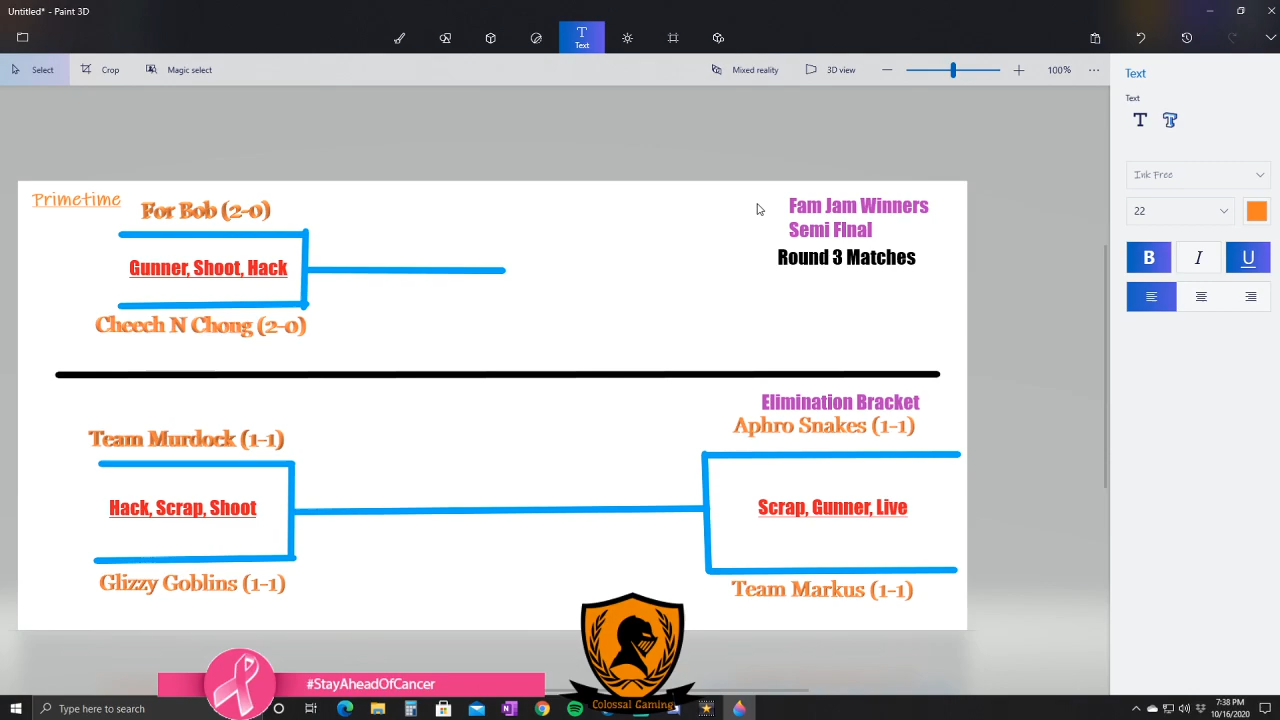 Untitled* - Paint 3D
Text
Select
Crop
Magic select
Mixed reality
3D view
100%
Text
Text
Ink Free
22
B
I
U
Primetime
For Bob (2-0)
Gunner, Shoot, Hack
Cheech N Chong (2-0)
Fam Jam Winners
Semi FInal
Round 3 Matches
Elimination Bracket
Team Murdock (1-1)
Hack, Scrap, Shoot
Glizzy Goblins (1-1)
Aphro Snakes (1-1)
Scrap, Gunner, Live
Team Markus (1-1)
#StayAheadOfCancer
Colossal Gaming
Type here to search
7:38 PM
10/16/2020